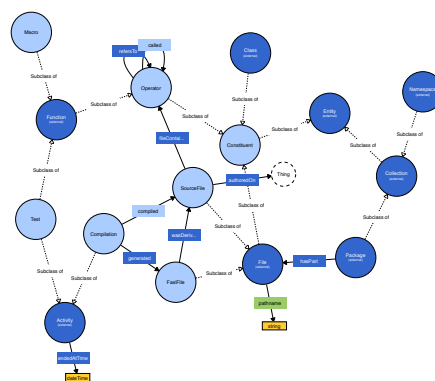 Macro
Class
(external)
called
refersTo
Subclass of
Subclass of
Entity
(external)
Namespace
(external)
Operator
Subclass of
Function
(external)
Subclass of
Subclass of
Subclass of
Subclass of
fileContai...
Constituent
Subclass of
Collection
(external)
Thing
authoredOn
SourceFile
Subclass of
compiled
Test
Compilation
wasDeriv...
Subclass of
Subclass of
Subclass of
generated
File
(external)
hasPart
Package
(external)
Subclass of
Subclass of
pathname
Activity
(external)
string
endedAtTime
dateTime